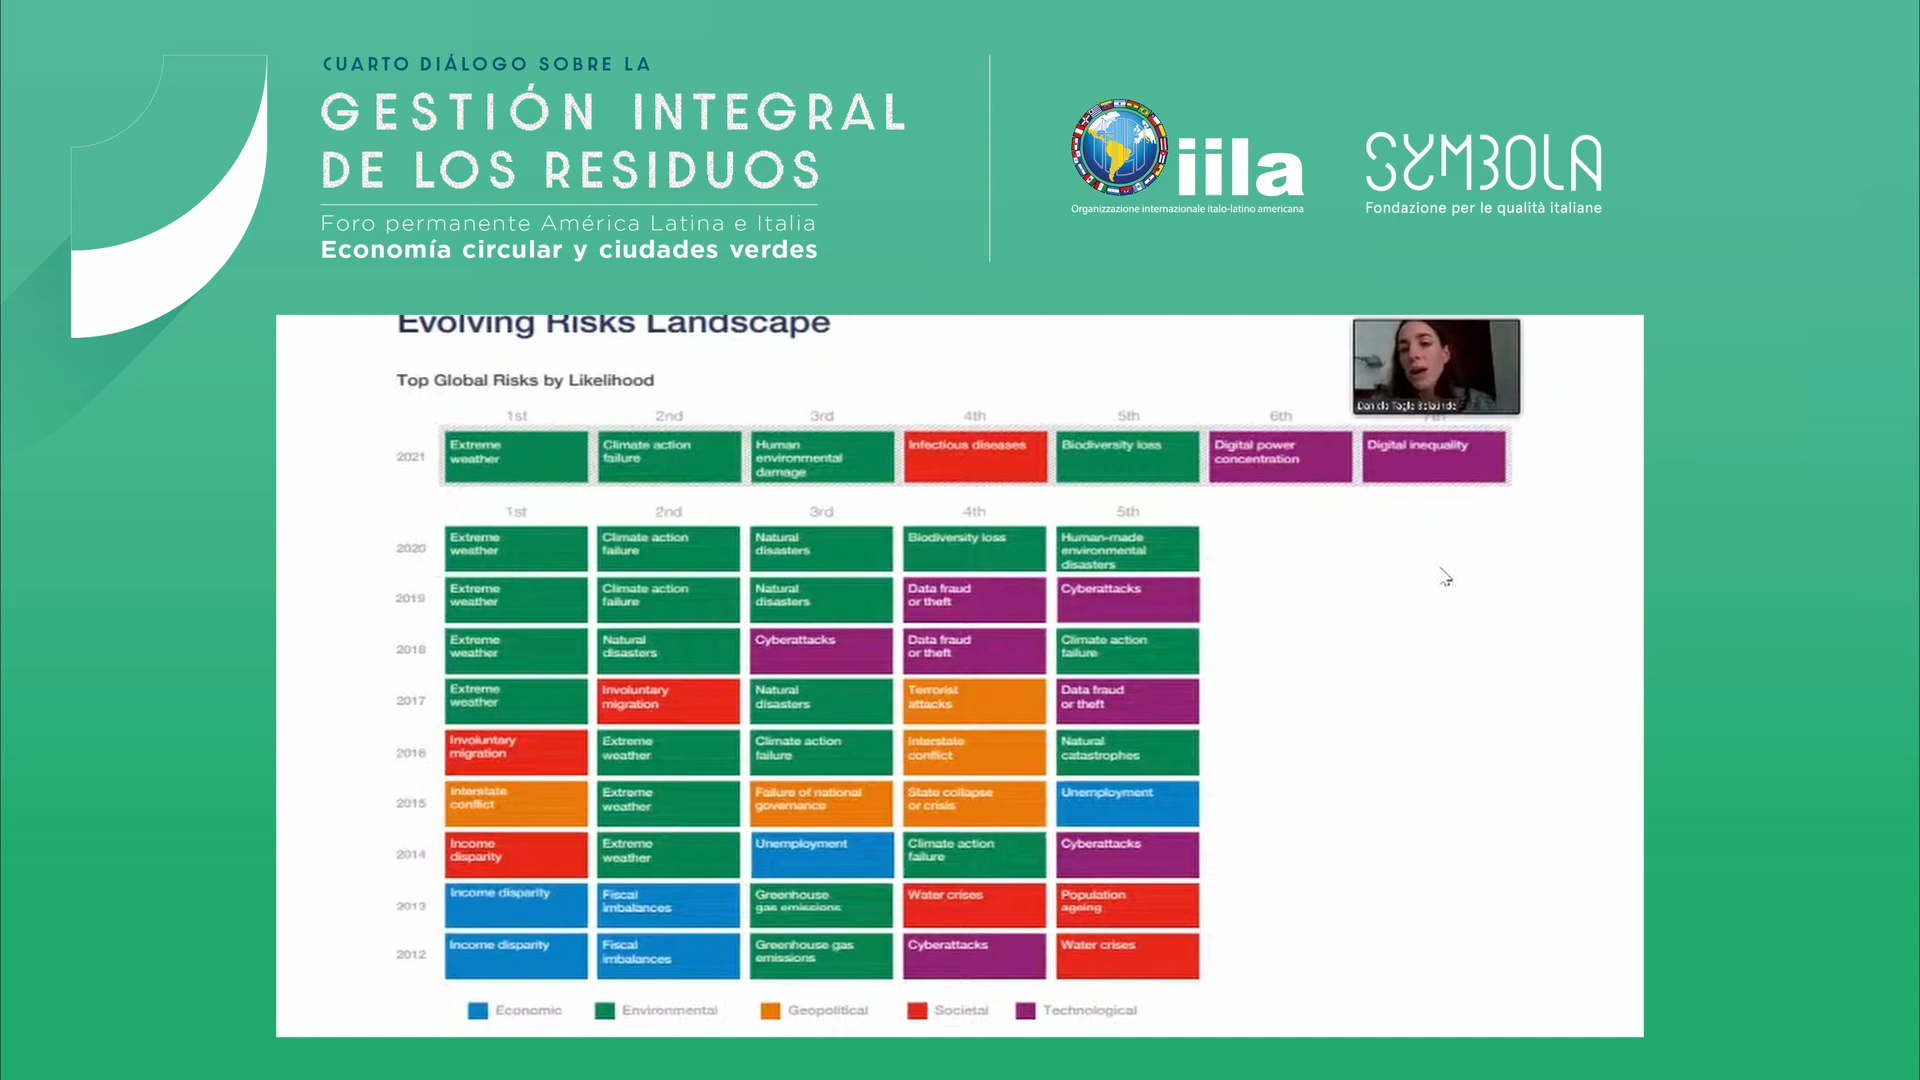 CUARTO DIÁLOGO SOBRE LA
GESTIÓN INTEGRAL
DE LOS RESIDUOS
Foro permanente América Latina e Italia
Economía circular y ciudades verdes
iila
Organizzazione internazionale italo-latino americana
SYMBOLA
Fondazione per le qualità italiane
Evolving Risks Landscape
Top Global Risks by Likelihood
1st 2nd 3rd 4th 5th 6th
2021 Extreme weather Climate action failure Human environmental damage Infectious diseases Biodiversity loss Digital power concentration Digital inequality
1st 2nd 3rd 4th 5th
2020 Extreme weather Climate action failure Natural disasters Biodiversity loss Human-made environmental disasters
2019 Extreme weather Climate action failure Natural disasters Data fraud or theft Cyberattacks
2018 Extreme weather Natural disasters Cyberattacks Data fraud or theft Climate action failure
2017 Extreme weather Involuntary migration Natural disasters Terrorist attacks Data fraud or theft
2016 Involuntary migration Extreme weather Climate action failure Interstate conflict Natural catastrophes
2015 Interstate conflict Extreme weather Failure of national governance State collapse or crisis Unemployment
2014 Income disparity Extreme weather Unemployment Climate action failure Cyberattacks
2013 Income disparity Fiscal imbalances Greenhouse gas emissions Water crises Population ageing
2012 Income disparity Fiscal imbalances Greenhouse gas emissions Cyberattacks Water crises
Economic Environmental Geopolitical Societal Technological